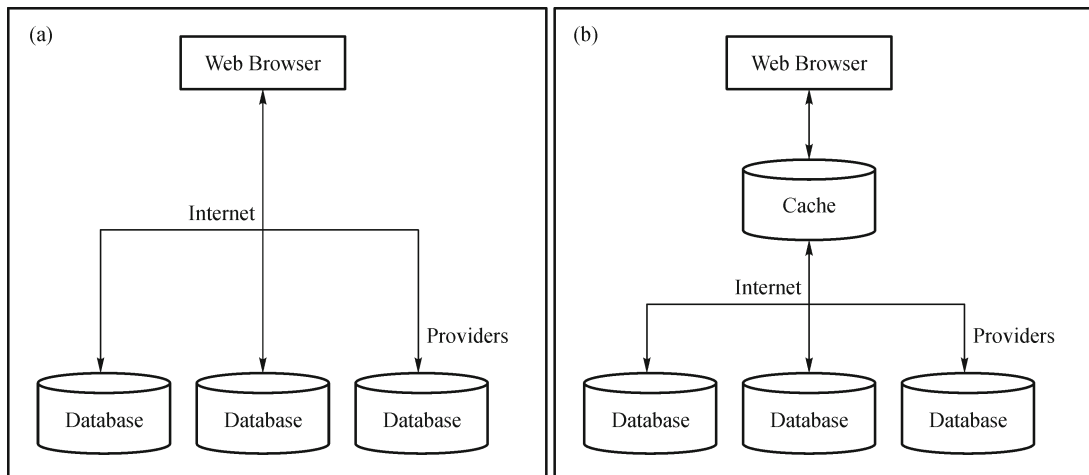 (a)
Web Browser
Internet
Providers
Database
Database
Database
(b)
Web Browser
Cache
Internet
Providers
Database
Database
Database